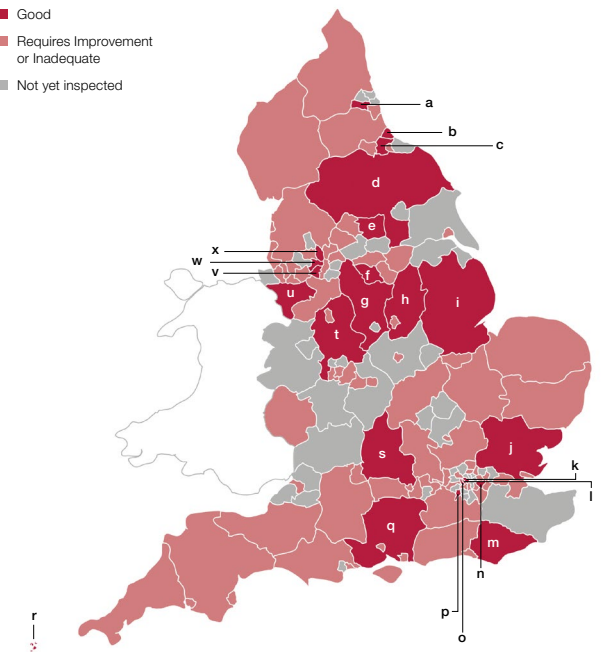 Good
Requires Improvement
or Inadequate
Not yet inspected
a
b
c
d
e
x
w
f
v
u
g
h
i
t
j
s
k
l
q
m
n
p
r
o